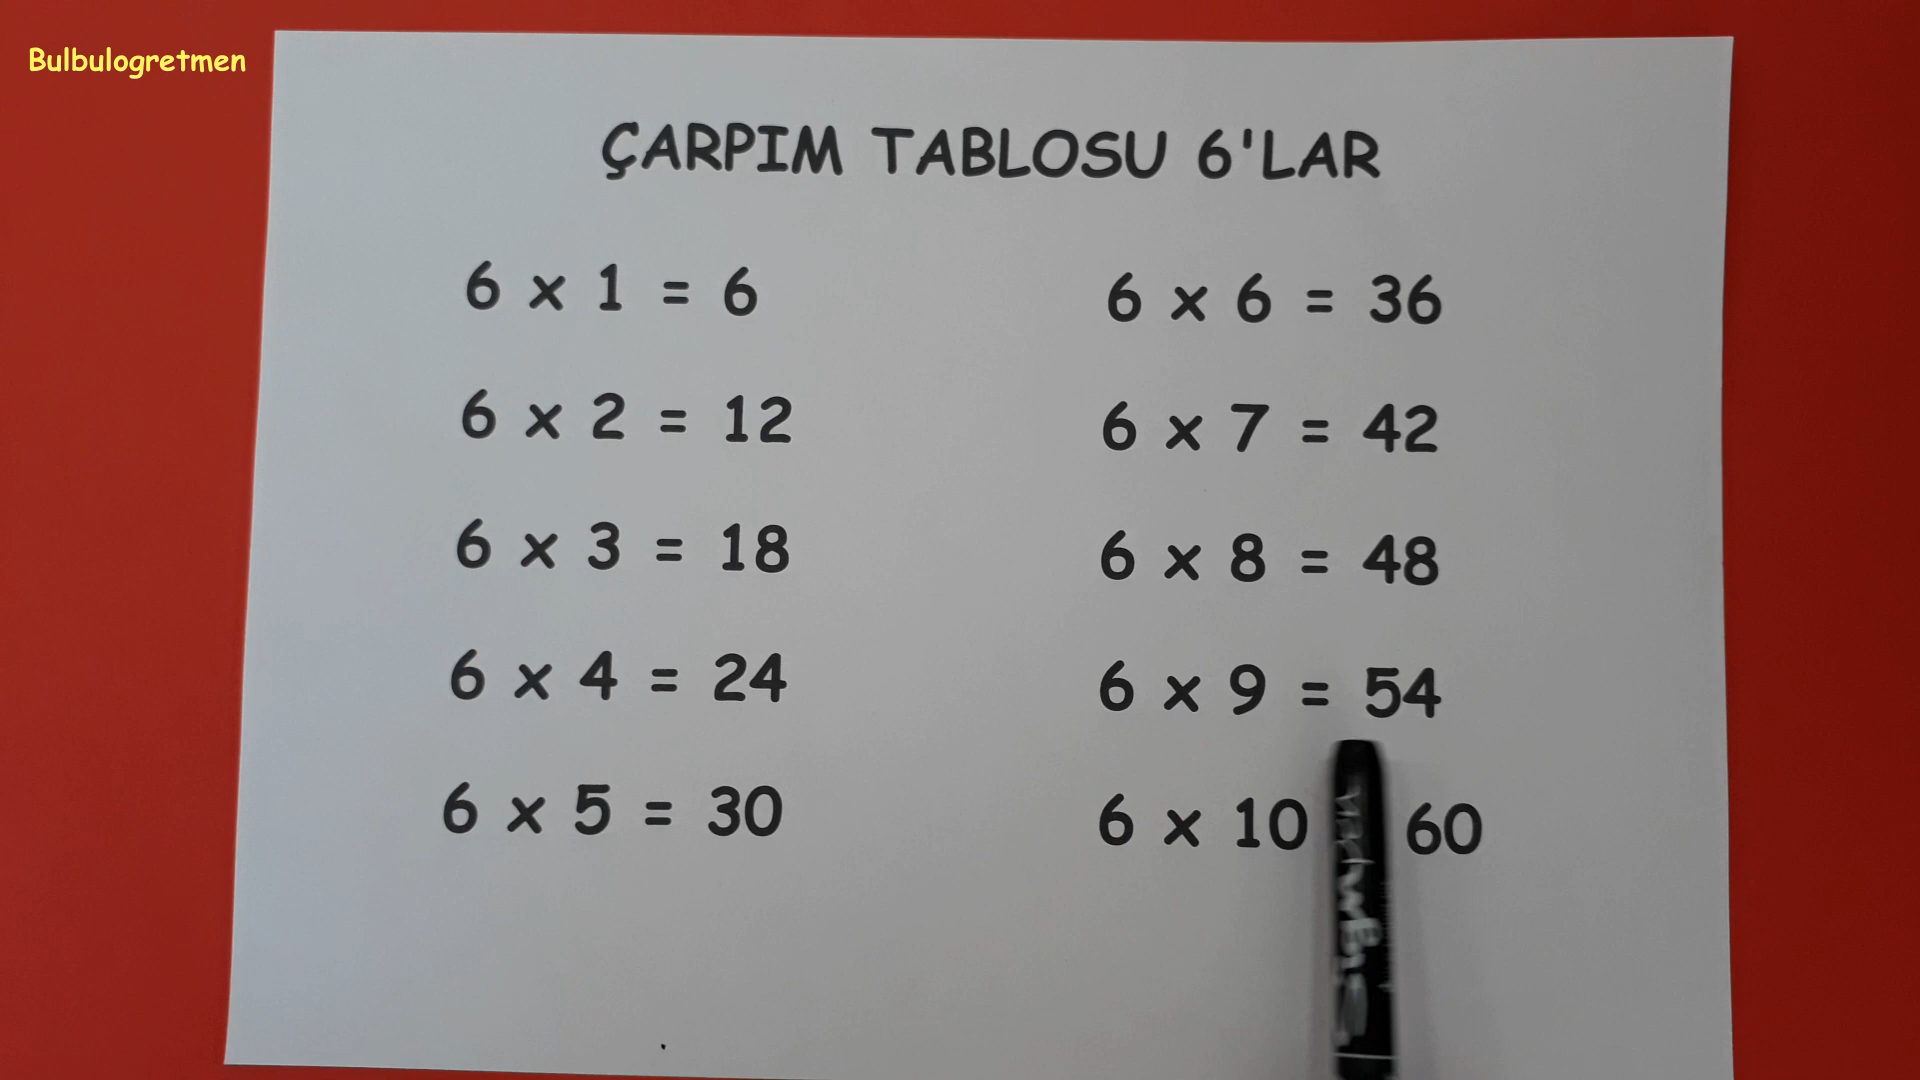 Bulbulogretmen
ÇARPIM TABLOSU 6'LAR
6 x 1 = 6
6 x 2 = 12
6 x 3 = 18
6 x 4 = 24
6 x 5 = 30
6 x 6 = 36
6 x 7 = 42
6 x 8 = 48
6 x 9 = 54
6 x 10 60